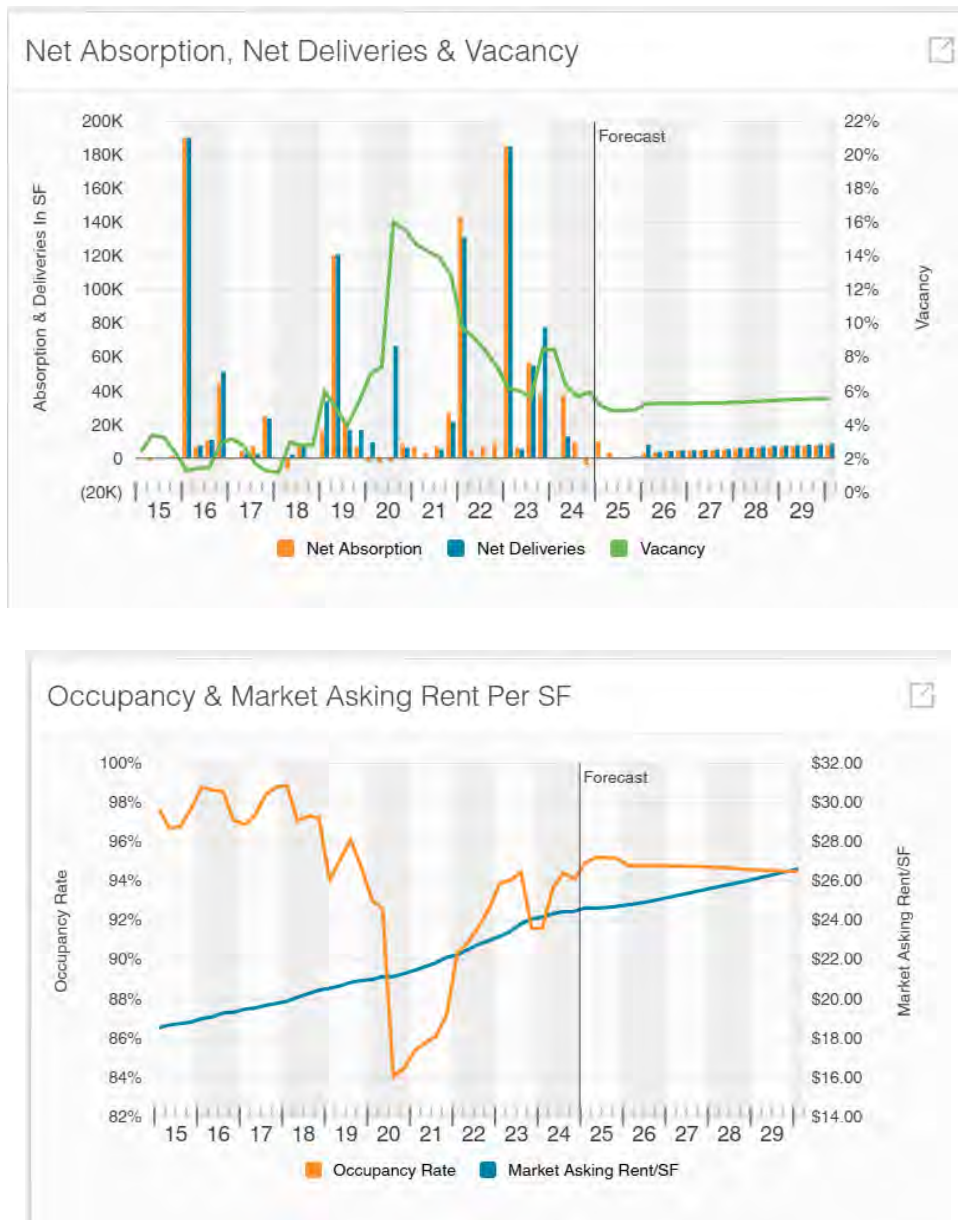 Net Absorption, Net Deliveries & Vacancy
Absorption & Deliveries In SF
200K
180K
160K
140K
120K
100K
80K
60K
40K
20K
0
(20K)
Forecast
22%
20%
18%
16%
14%
12%
10%
8%
6%
4%
2%
0%
Vacancy
15 16 17 18 19 20 21 22 23 24 25 26 27 28 29
Net Absorption Net Deliveries Vacancy
Occupancy & Market Asking Rent Per SF
Occupancy Rate
100%
98%
96%
94%
92%
90%
88%
86%
84%
82%
Forecast
$32.00
$30.00
$28.00
$26.00
$24.00
$22.00
$20.00
$18.00
$16.00
$14.00
Market Asking Rent/SF
15 16 17 18 19 20 21 22 23 24 25 26 27 28 29
Occupancy Rate Market Asking Rent/SF